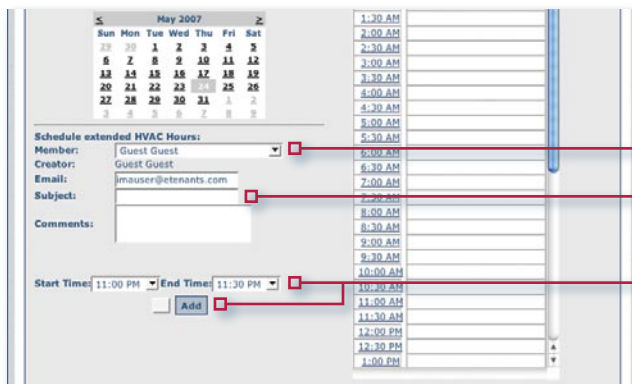 < May 2007 >
Sun Mon Tue Wed Thu Fri Sat
29 30 1 2 3 4 5
6 7 8 9 10 11 12
13 14 15 16 17 18 19
20 21 22 23 24 25 26
27 28 29 30 31 1 2
3 4 5 6 7 8 9
Schedule extended HVAC Hours:
Member: Guest Guest
Creator: Guest Guest
Email: imauser@etenants.com
Subject:
Comments:
Start Time: 11:00 PM End Time: 11:30 PM
Add
1:30 AM
2:00 AM
2:30 AM
3:00 AM
3:30 AM
4:00 AM
4:30 AM
5:00 AM
5:30 AM
6:00 AM
6:30 AM
7:00 AM
7:30 AM
8:00 AM
8:30 AM
9:00 AM
9:30 AM
10:00 AM
10:30 AM
11:00 AM
11:30 AM
12:00 PM
12:30 PM
1:00 PM